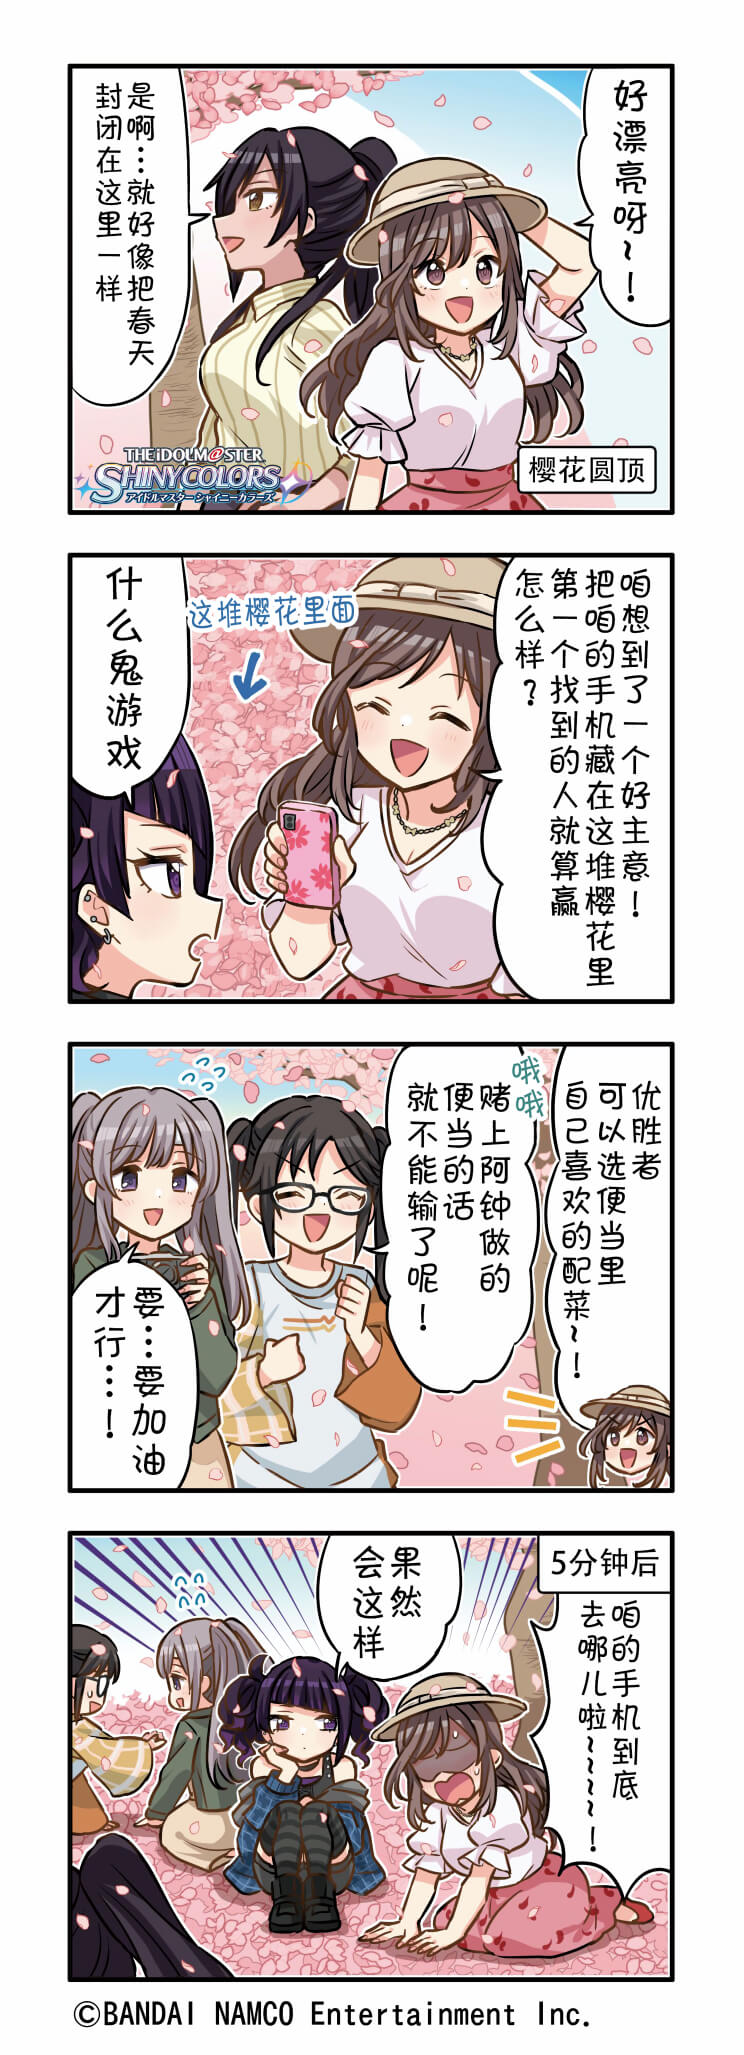 好漂亮呀～！
是啊…就好像把春天
封闭在这里一样
THE iDOLM@STER
SHINYCOLORS
アイドルマスター シャイニーカラーズ
樱花圆顶
咱想到了一个好主意！
把咱的手机藏在这堆樱花里
第一个找到的人就算赢
怎么样？
这堆樱花里面
什么鬼游戏
优胜者
可以选便当里
自己喜欢的配菜～！
哦
哦
赌上阿钟做的
便当的话
就不能输了呢！
要…要加油
才行…！
5分钟后
咱的手机到底
去哪儿啦～～～～！
果然
会这样
©BANDAI NAMCO Entertainment Inc.